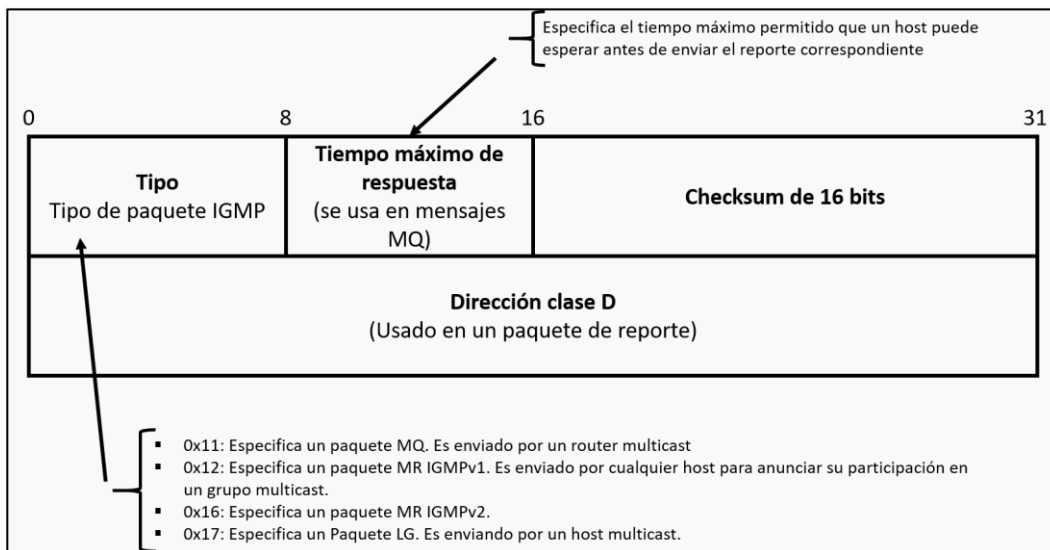 Especifica el tiempo máximo permitido que un host puede
esperar antes de enviar el reporte correspondiente
0 8 16 31
Tipo
Tipo de paquete IGMP
Tiempo máximo de
respuesta
(se usa en mensajes
MQ)
Checksum de 16 bits
Dirección clase D
(Usado en un paquete de reporte)
▪ 0x11: Especifica un paquete MQ. Es enviado por un router multicast
▪ 0x12: Especifica un paquete MR IGMPv1. Es enviado por cualquier host para anunciar su participación en
un grupo multicast.
▪ 0x16: Especifica un paquete MR IGMPv2.
▪ 0x17: Especifica un Paquete LG. Es enviando por un host multicast.